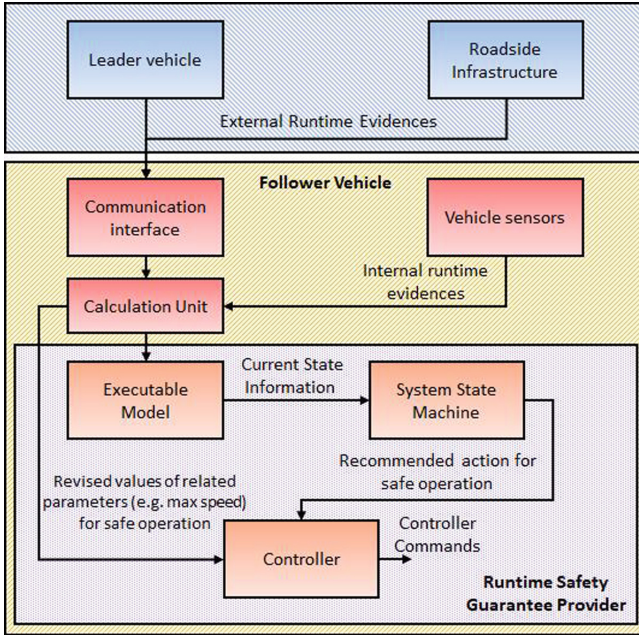 Leader vehicle
Roadside
Infrastructure
External Runtime Evidences
Follower Vehicle
Communication
interface
Vehicle sensors
Internal runtime
evidences
Calculation Unit
Executable
Model
Current State
Information
System State
Machine
Recommended action for
safe operation
Revised values of related
parameters (e.g. max speed)
for safe operation
Controller
Controller
Commands
Runtime Safety
Guarantee Provider